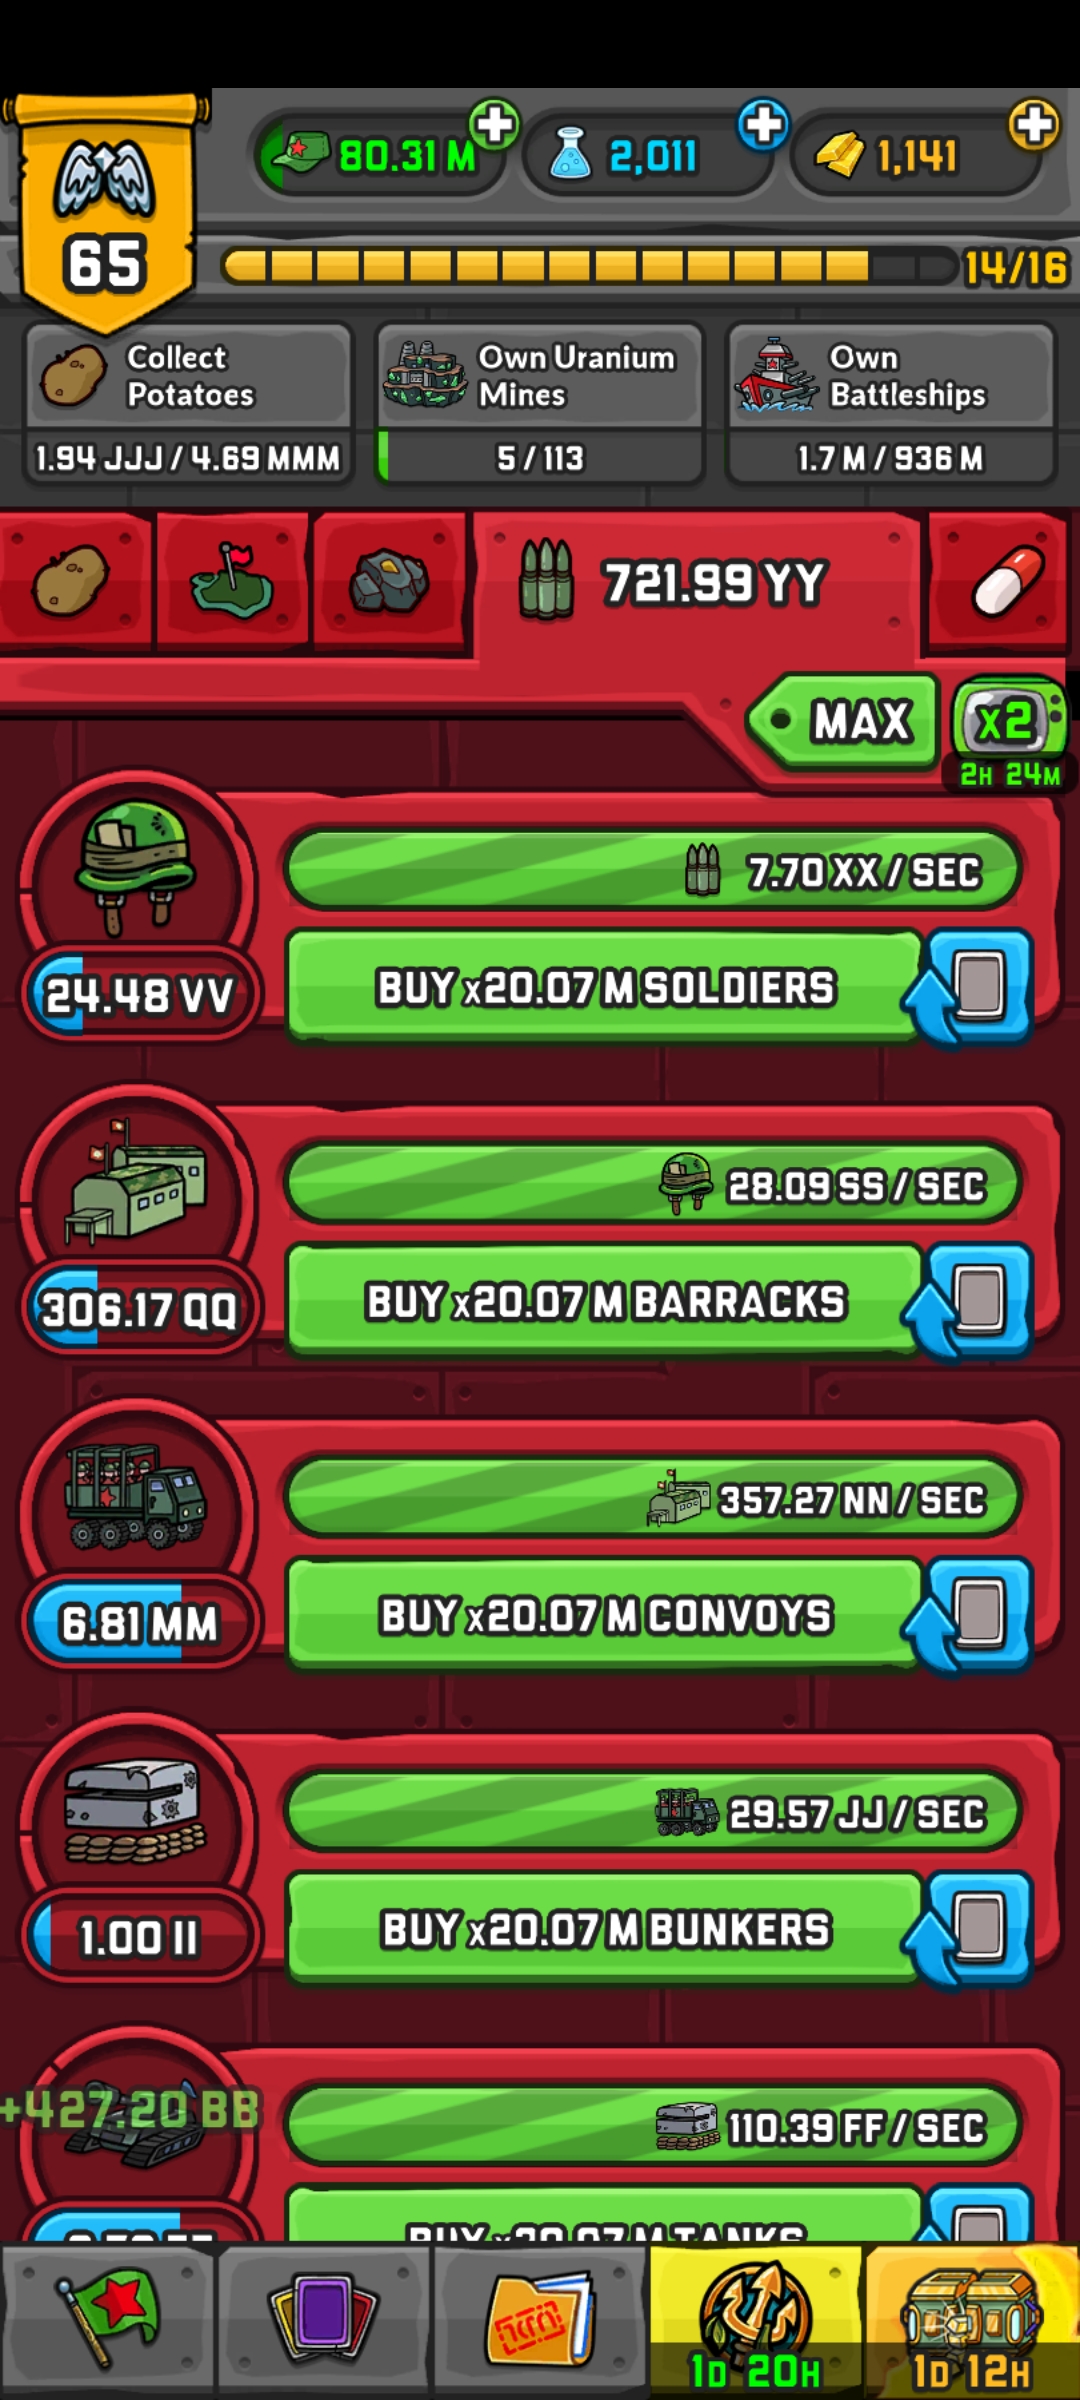 80.31 M
2,011
1,141
65
14/16
Collect
Potatoes
Own Uranium
Mines
Own
Battleships
1.94 JJJ / 4.69 MMM
5 / 113
1.7 M / 936 M
721.99 YY
MAX
x2
2H 24M
7.70 XX / SEC
24.48 VV
BUY x20.07 M SOLDIERS
28.09 SS / SEC
306.17 QQ
BUY x20.07 M BARRACKS
357.27 NN / SEC
6.81 MM
BUY x20.07 M CONVOYS
29.57 JJ / SEC
1.00 II
BUY x20.07 M BUNKERS
+427.20 BB
110.39 FF / SEC
BUY x20.07 M TANKS
1D 20H
1D 12H